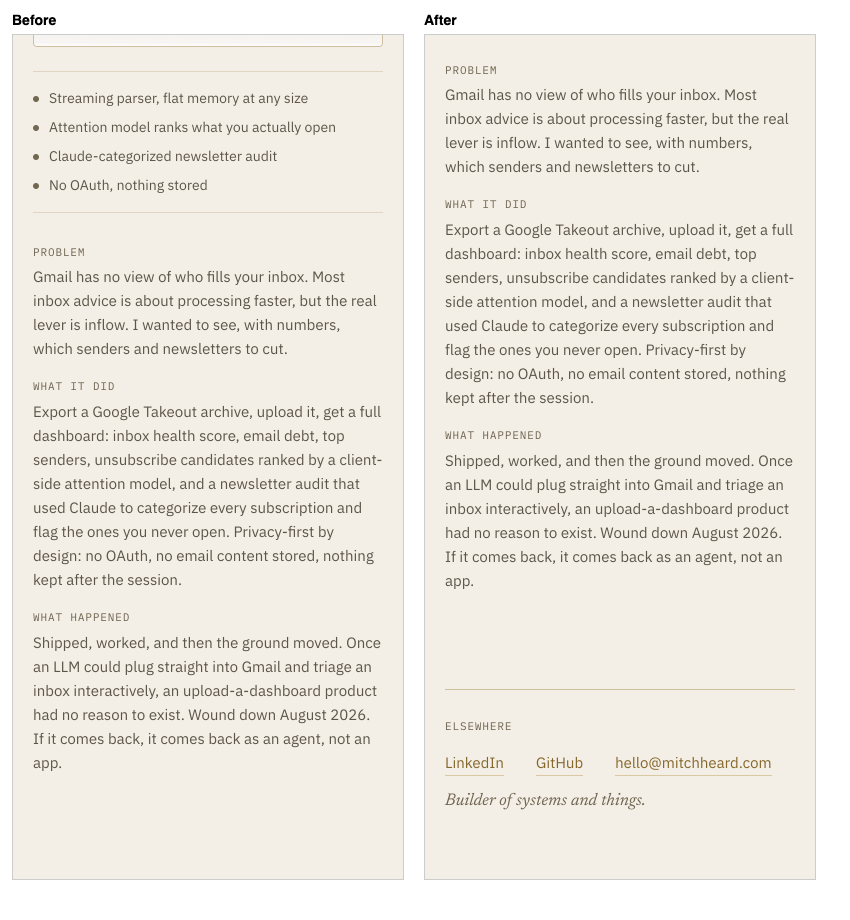 Before
Streaming parser, flat memory at any size
Attention model ranks what you actually open
Claude-categorized newsletter audit
No OAuth, nothing stored
PROBLEM
Gmail has no view of who fills your inbox. Most
inbox advice is about processing faster, but the real
lever is inflow. I wanted to see, with numbers,
which senders and newsletters to cut.
WHAT IT DID
Export a Google Takeout archive, upload it, get a full
dashboard: inbox health score, email debt, top
senders, unsubscribe candidates ranked by a client-
side attention model, and a newsletter audit that
used Claude to categorize every subscription and
flag the ones you never open. Privacy-first by
design: no OAuth, no email content stored, nothing
kept after the session.
WHAT HAPPENED
Shipped, worked, and then the ground moved. Once
an LLM could plug straight into Gmail and triage an
inbox interactively, an upload-a-dashboard product
had no reason to exist. Wound down August 2026.
If it comes back, it comes back as an agent, not an
app.
After
PROBLEM
Gmail has no view of who fills your inbox. Most
inbox advice is about processing faster, but the real
lever is inflow. I wanted to see, with numbers,
which senders and newsletters to cut.
WHAT IT DID
Export a Google Takeout archive, upload it, get a full
dashboard: inbox health score, email debt, top
senders, unsubscribe candidates ranked by a client-
side attention model, and a newsletter audit that
used Claude to categorize every subscription and
flag the ones you never open. Privacy-first by
design: no OAuth, no email content stored, nothing
kept after the session.
WHAT HAPPENED
Shipped, worked, and then the ground moved. Once
an LLM could plug straight into Gmail and triage an
inbox interactively, an upload-a-dashboard product
had no reason to exist. Wound down August 2026.
If it comes back, it comes back as an agent, not an
app.
ELSEWHERE
LinkedIn GitHub hello@mitchheard.com
Builder of systems and things.